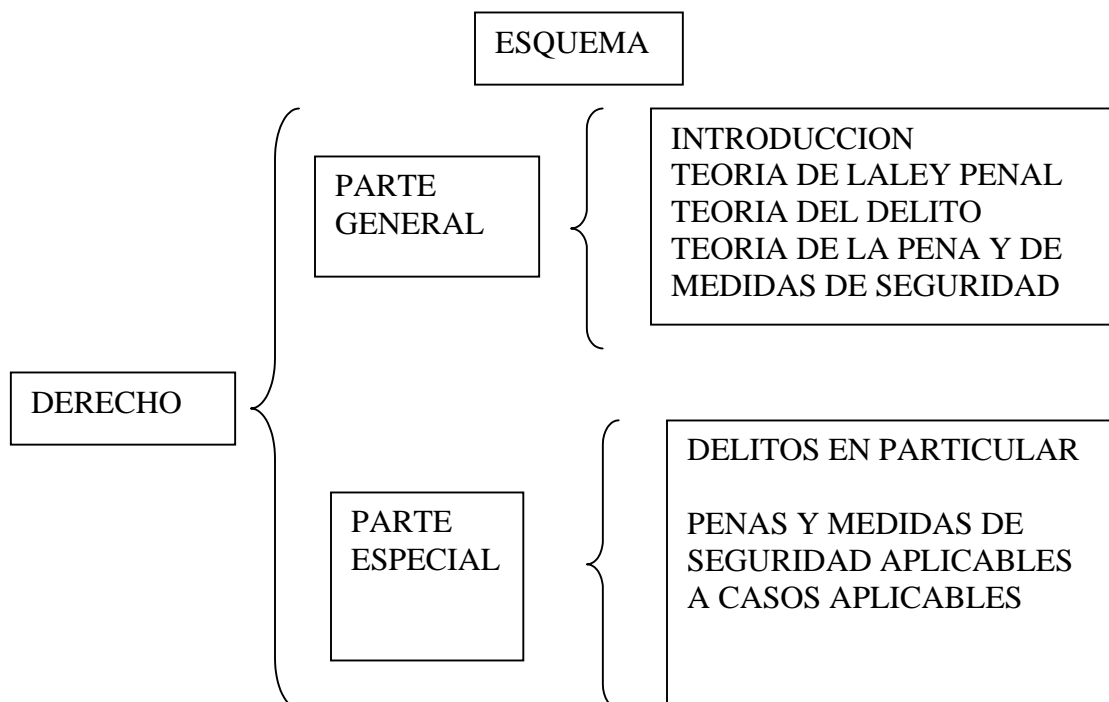 ESQUEMA
DERECHO
PARTE
GENERAL
INTRODUCCION
TEORIA DE LALEY PENAL
TEORIA DEL DELITO
TEORIA DE LA PENA Y DE
MEDIDAS DE SEGURIDAD
PARTE
ESPECIAL
DELITOS EN PARTICULAR
PENAS Y MEDIDAS DE
SEGURIDAD APLICABLES
A CASOS APLICABLES